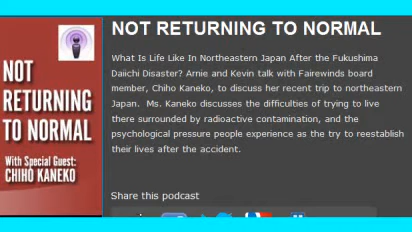 NOT RETURNING TO NORMAL
What Is Life Like In Northeastern Japan After the Fukushima
Daiichi Disaster? Arnie and Kevin talk with Fairewinds board
member, Chiho Kaneko, to discuss her recent trip to northeastern
Japan. Ms. Kaneko discusses the difficulties of trying to live
there surrounded by radioactive contamination, and the
psychological pressure people experience as the try to reestablish
their lives after the accident.
Share this podcast
NOT
RETURNING
TO NORMAL
With Special Guest:
CHIHO KANEKO